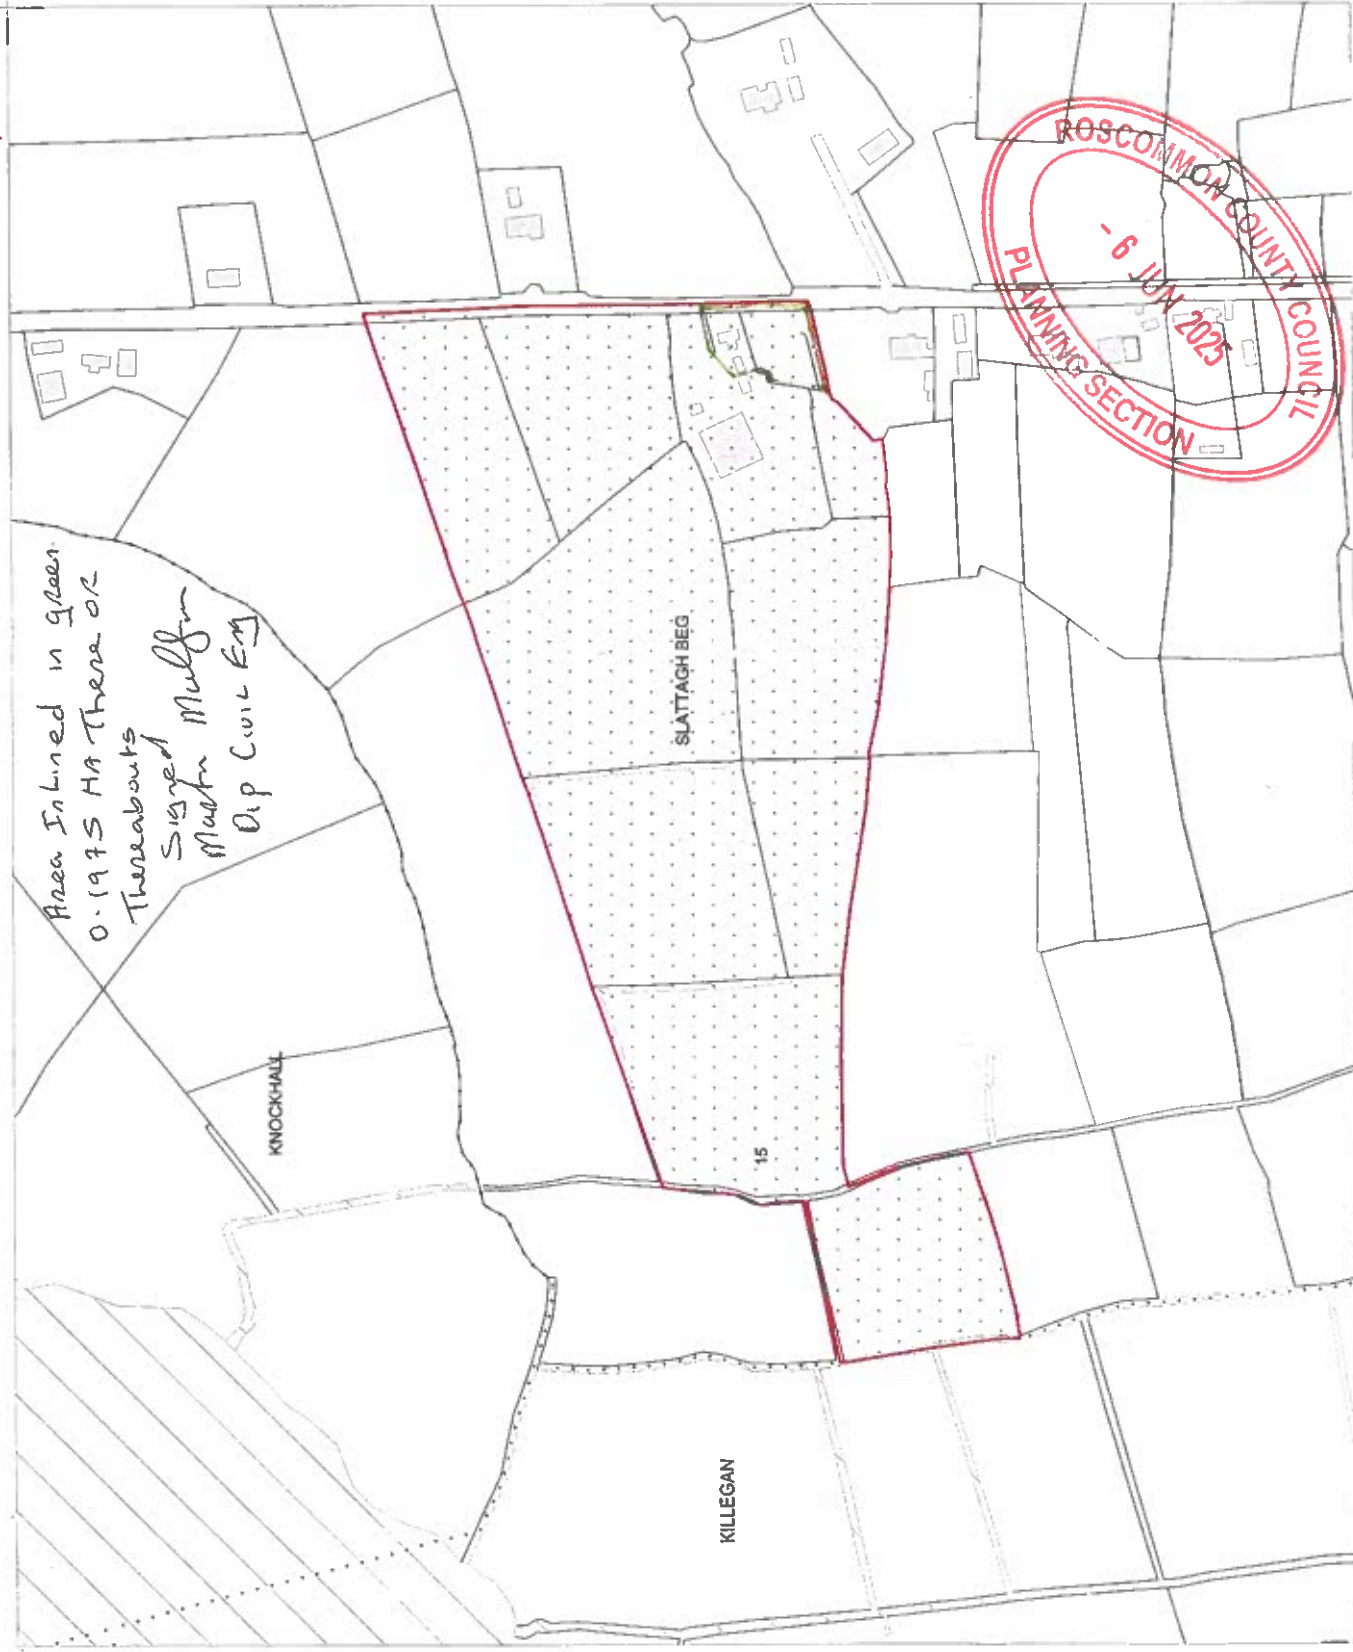 Area Inlined in green
0.1975 HA There or
Thereabouts
Signed
Dip Civil Eng
KNOCKHALL
SLATTAGH BEG
15
KILLEGAN
ROSCOMMON COUNTY COUNCIL
- 6 JUN 2025
PLANNING SECTION